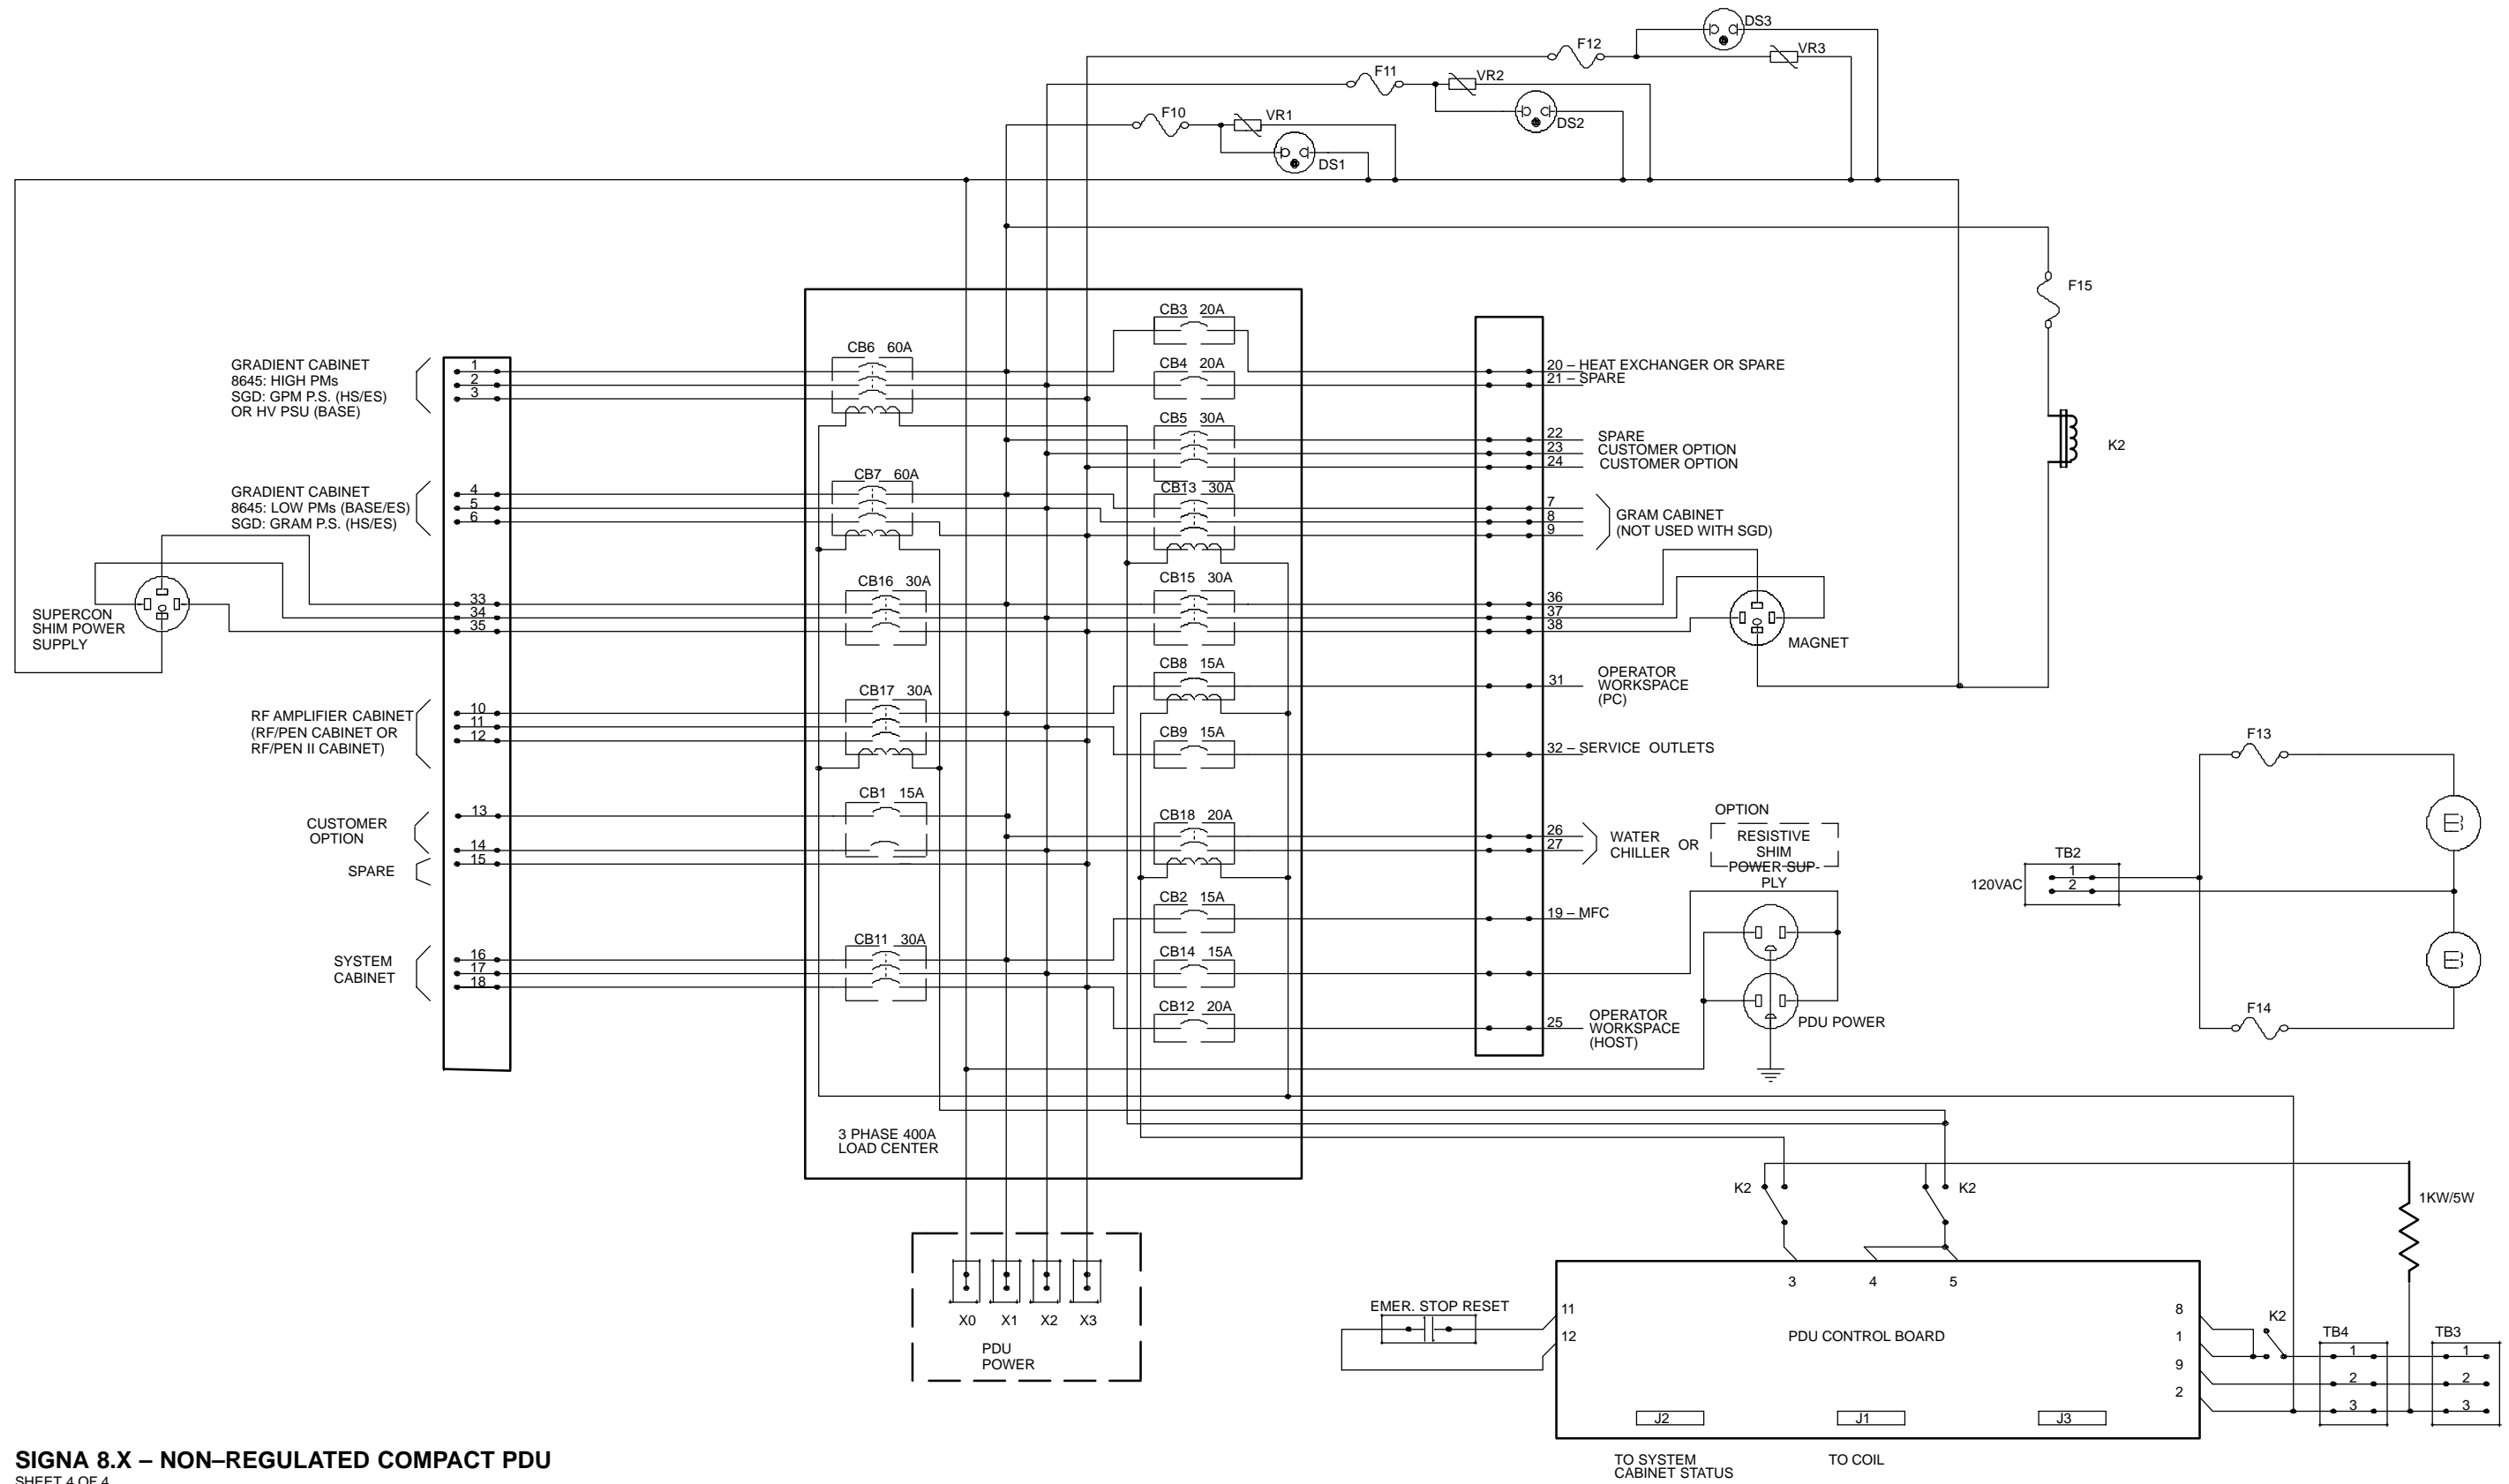 DS3
F12
VR3
F11
VR2
F10
VR1
DS2
DS1
F15
K2
CB3 20A
CB6 60A
CB4 20A
GRADIENT CABINET
8645: HIGH PMs
SGD: GPM P.S. (HS/ES)
OR HV PSU (BASE)
1
2
3
20 – HEAT EXCHANGER OR SPARE
21 – SPARE
CB5 30A
22 SPARE
23 CUSTOMER OPTION
24 CUSTOMER OPTION
CB7 60A
CB13 30A
GRADIENT CABINET
8645: LOW PMs (BASE/ES)
SGD: GRAM P.S. (HS/ES)
4
5
6
7
8
9
GRAM CABINET
(NOT USED WITH SGD)
CB16 30A
CB15 30A
SUPERCON
SHIM POWER
SUPPLY
33
34
35
36
37
38
MAGNET
CB8 15A
31
OPERATOR
WORKSPACE
(PC)
CB17 30A
RF AMPLIFIER CABINET
(RF/PEN CABINET OR
RF/PEN II CABINET)
10
11
12
CB9 15A
32 – SERVICE OUTLETS
F13
CB1 15A
CUSTOMER
OPTION
13
14
15
SPARE
CB18 20A
26
27
WATER
CHILLER
OR
OPTION
RESISTIVE
SHIM
POWER SUP-
PLY
TB2
120VAC
1
2
CB2 15A
19 – MFC
CB11 30A
SYSTEM
CABINET
16
17
18
CB14 15A
CB12 20A
25
OPERATOR
WORKSPACE
(HOST)
PDU POWER
F14
3 PHASE 400A
LOAD CENTER
K2
K2
1KW/5W
X0
X1
X2
X3
PDU
POWER
EMER. STOP RESET
11
12
3
4
5
PDU CONTROL BOARD
8
1
9
2
K2
TB4
1
2
3
TB3
1
2
3
J2
J1
J3
TO SYSTEM
CABINET STATUS
TO COIL
SIGNA 8.X – NON–REGULATED COMPACT PDU
SHEET 4 OF 4